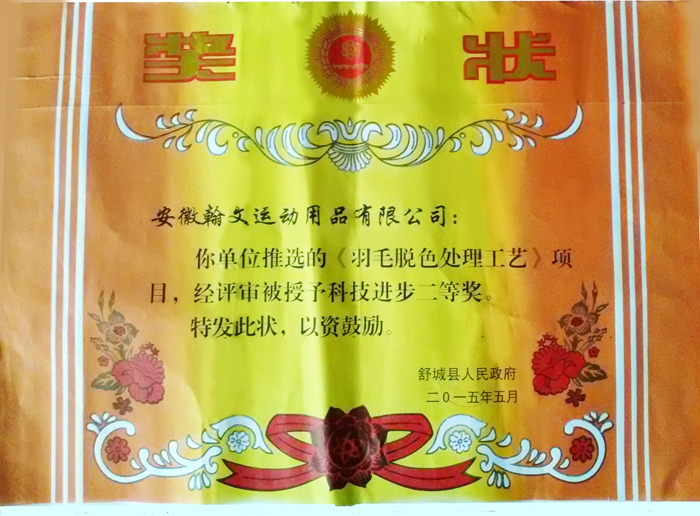 奖 状
安徽翰文运动用品有限公司：
你单位推选的《羽毛脱色处理工艺》项
目，经评审被授予科技进步二等奖。
特发此状，以资鼓励。
舒城县人民政府
二0一五年五月